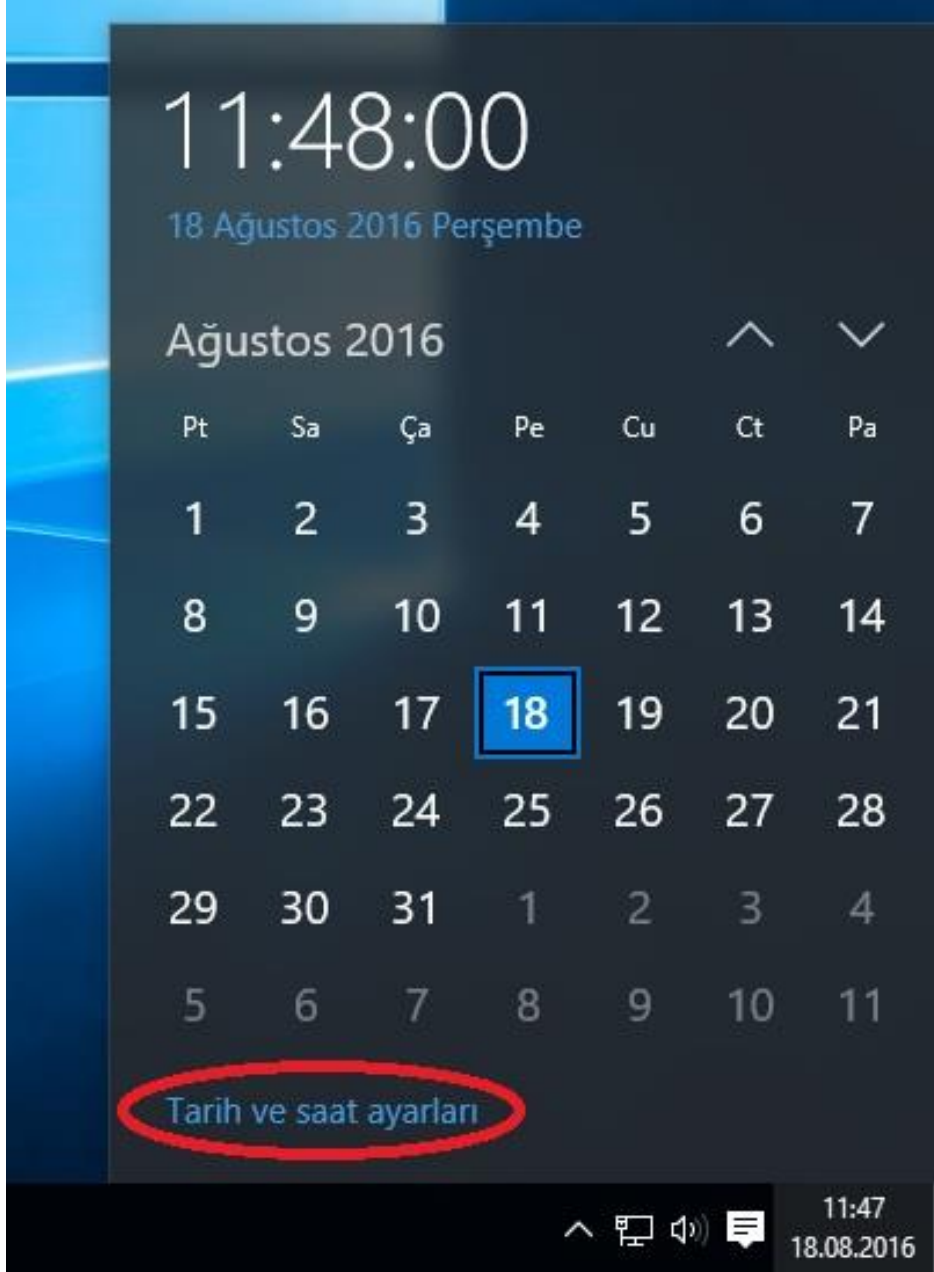 11:48:00
18 Ağustos 2016 Perşembe
Ağustos 2016
Pt Sa Ça Pe Cu Ct Pa
1 2 3 4 5 6 7
8 9 10 11 12 13 14
15 16 17 18 19 20 21
22 23 24 25 26 27 28
29 30 31 1 2 3 4
5 6 7 8 9 10 11
Tarih ve saat ayarları
11:47
18.08.2016